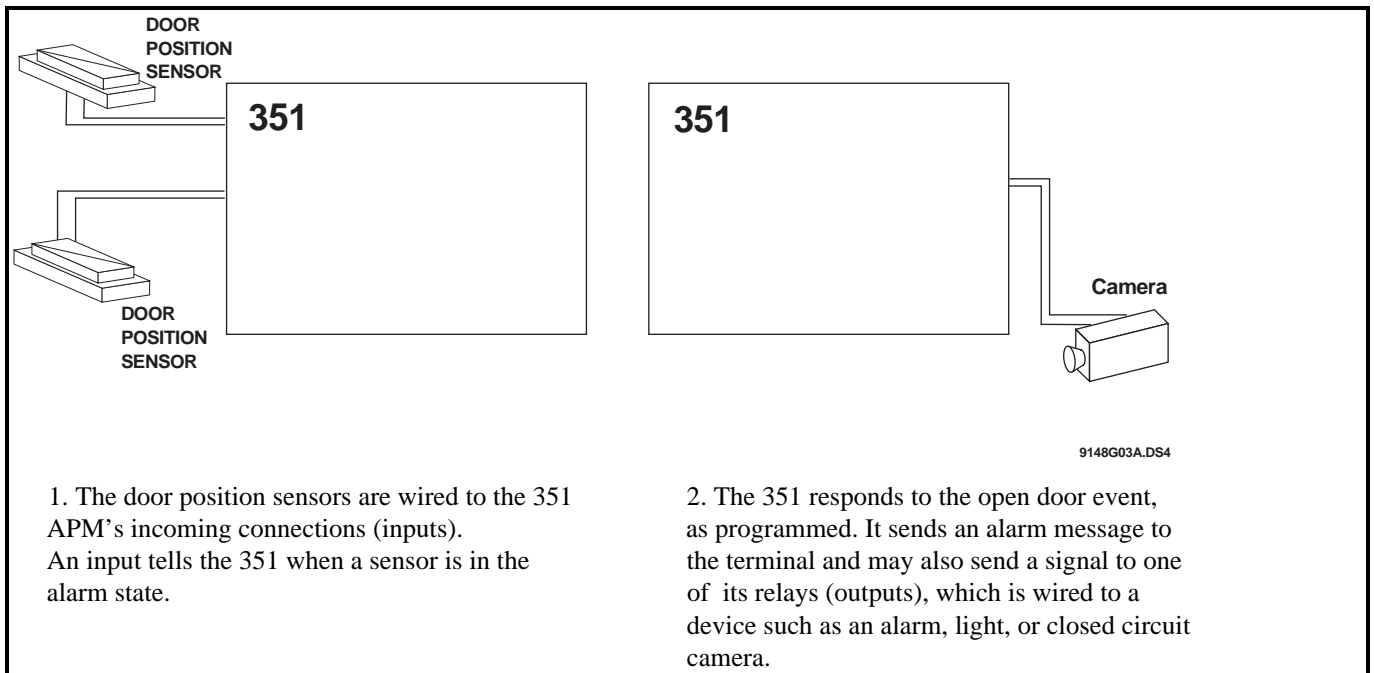 DOOR
POSITION
SENSOR
351
351
Camera
DOOR
POSITION
SENSOR
9148G03A.DS4
1. The door position sensors are wired to the 351
APM’s incoming connections (inputs).
An input tells the 351 when a sensor is in the
alarm state.
2. The 351 responds to the open door event,
as programmed. It sends an alarm message to
the terminal and may also send a signal to one
of its relays (outputs), which is wired to a
device such as an alarm, light, or closed circuit
camera.